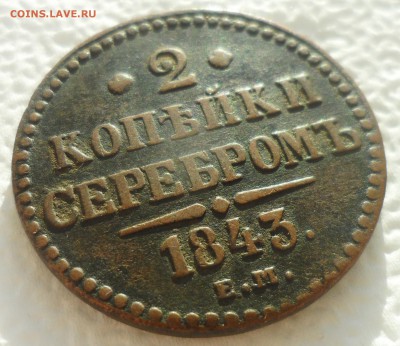 COINS.LAVE.RU
· 2 ·
КОПѢЙКИ
СЕРЕБРОМЪ
1843.
Е.М.